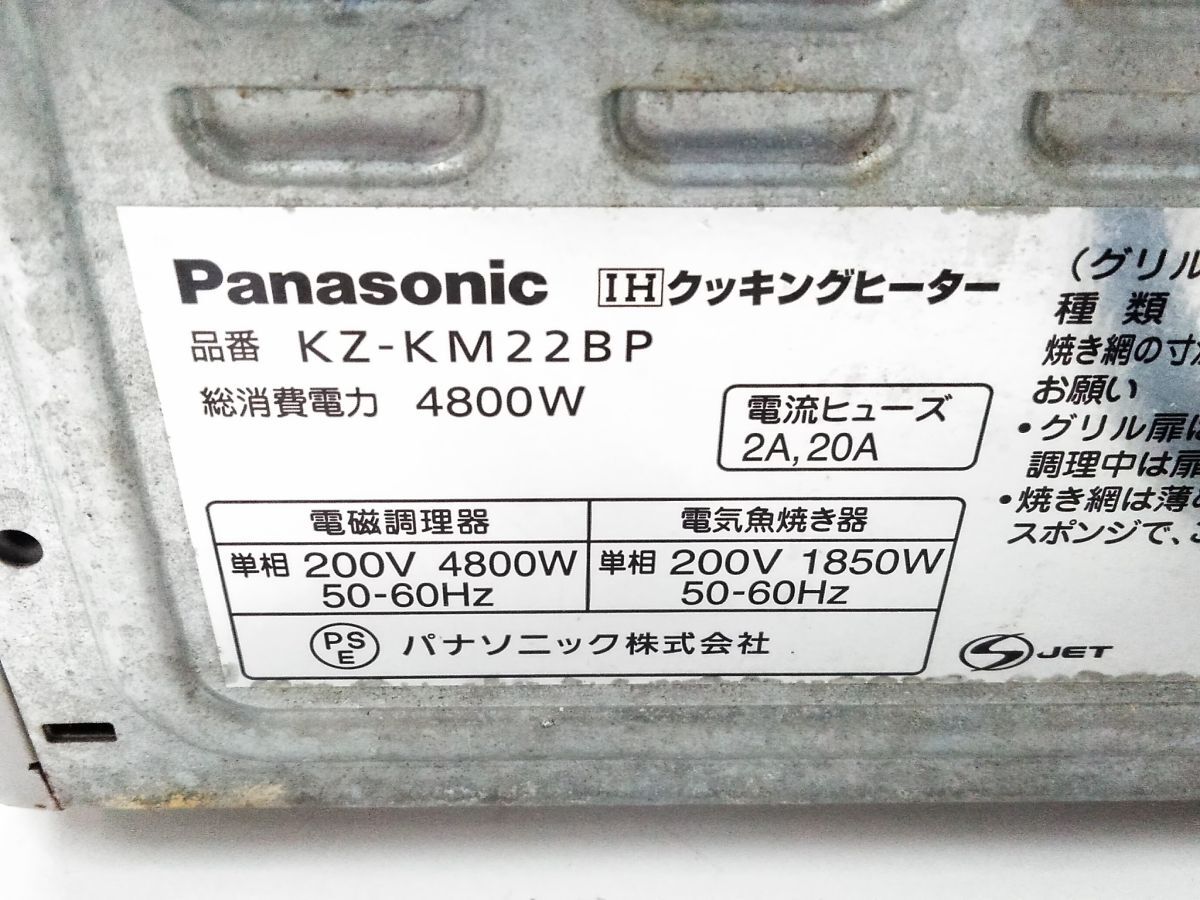 Panasonic IHクッキングヒーター
品番 KZ-KM22BP
総消費電力 4800W
電流ヒューズ
2A, 20A
電磁調理器
単相 200V 4800W
50-60Hz
電気魚焼き器
単相 200V 1850W
50-60Hz
PS
E
パナソニック株式会社
S JET
(グリル
種類
焼き網の寸
お願い
•グリル扉は
調理中は扉
•焼き網は薄
スポンジで、